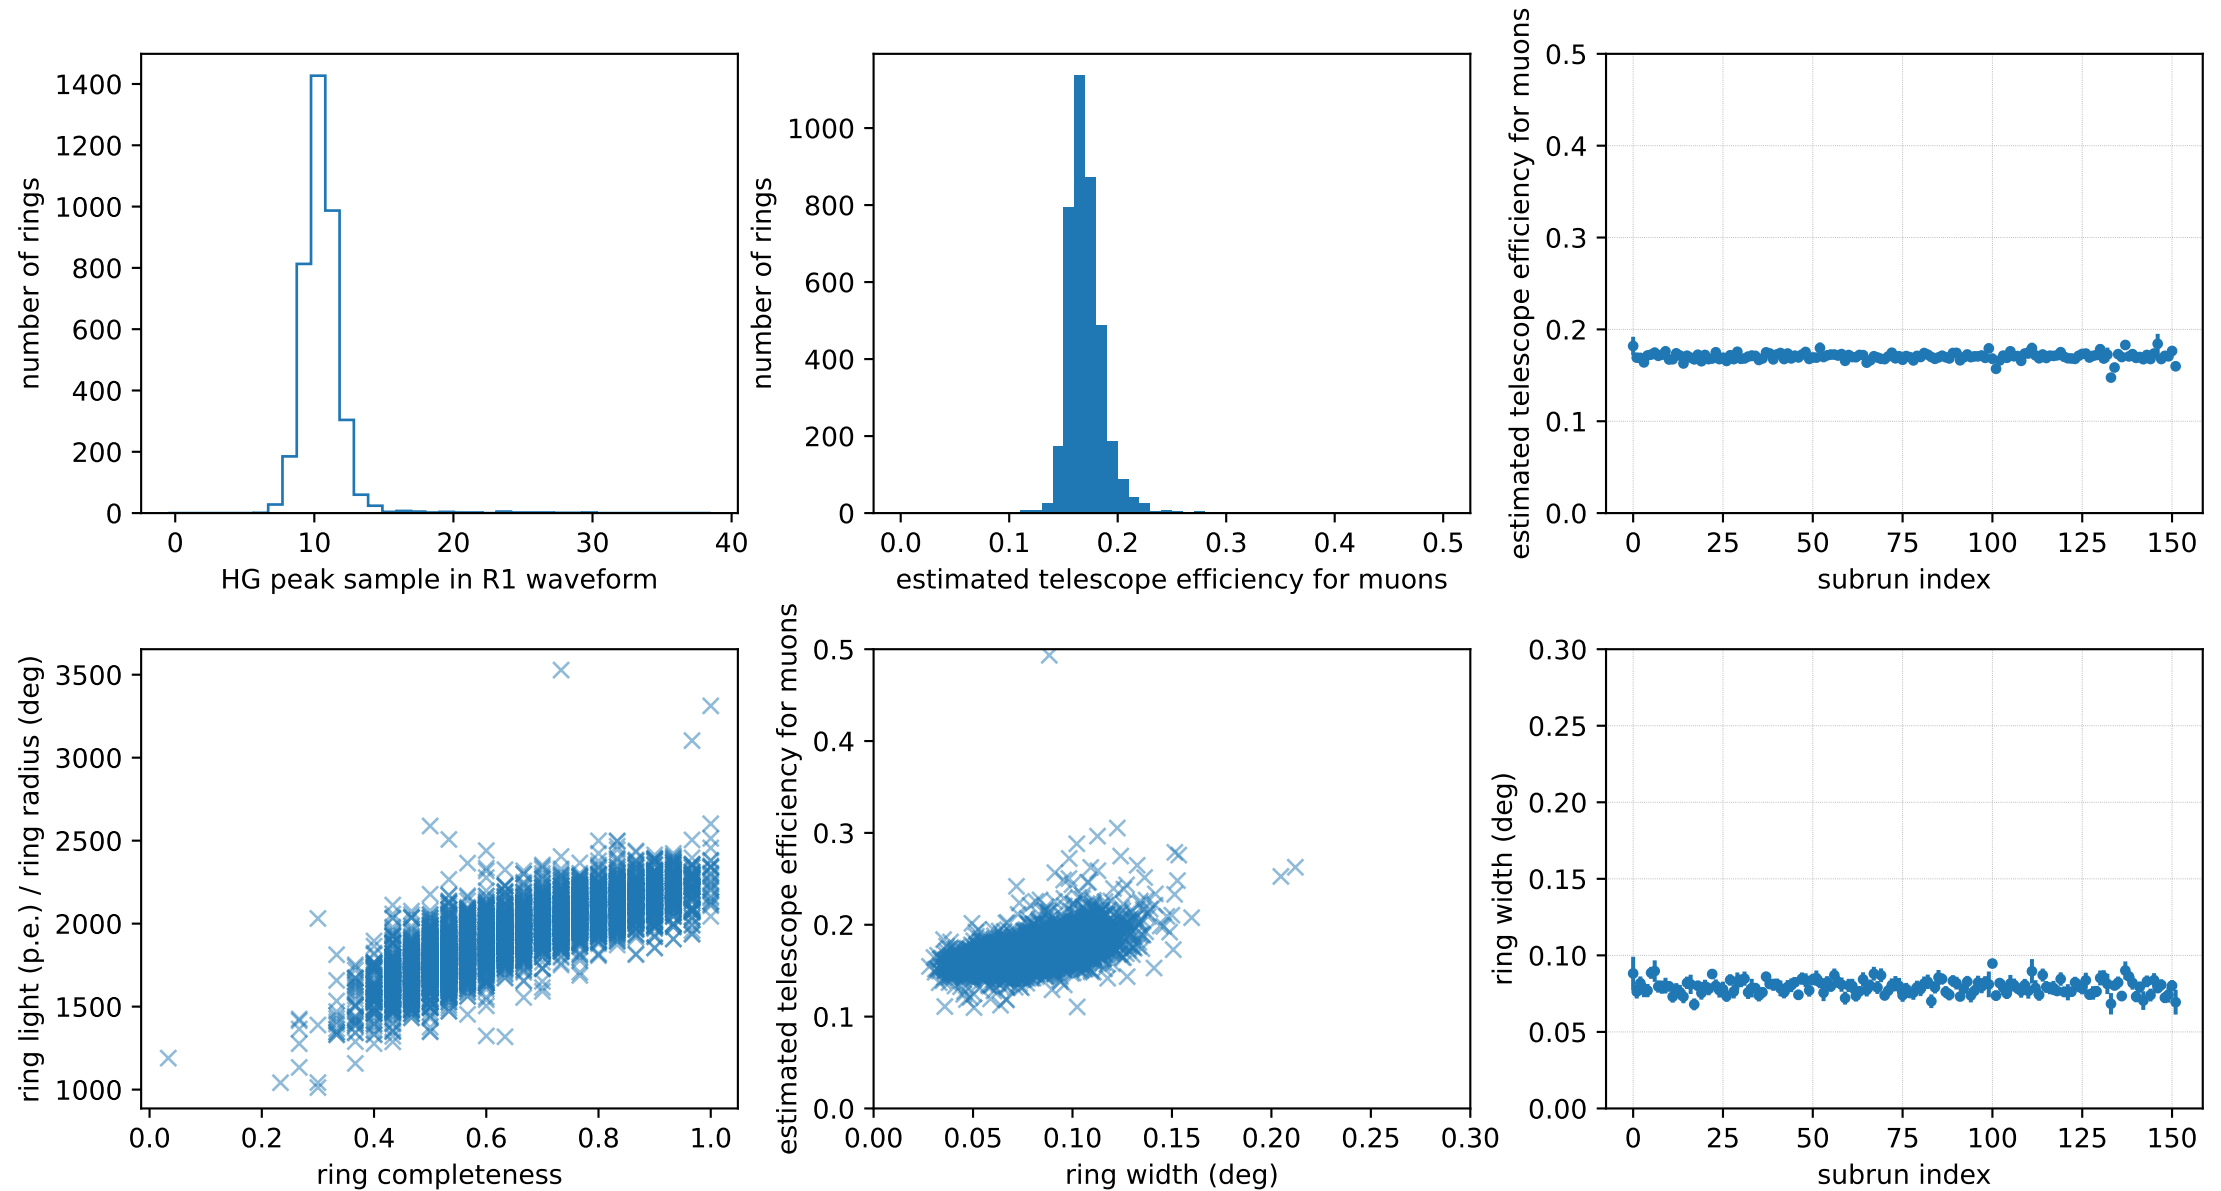 1400
1200
1000
800
600
400
200
0
number of rings
0 10 20 30 40
HG peak sample in R1 waveform
1000
800
600
400
200
0
number of rings
0.0 0.1 0.2 0.3 0.4 0.5
estimated telescope efficiency for muons
0.5
0.4
0.3
0.2
0.1
0.0
estimated telescope efficiency for muons
0 25 50 75 100 125 150
subrun index
3500
3000
2500
2000
1500
1000
ring light (p.e.) / ring radius (deg)
0.0 0.2 0.4 0.6 0.8 1.0
ring completeness
0.5
0.4
0.3
0.2
0.1
0.0
estimated telescope efficiency for muons
0.00 0.05 0.10 0.15 0.20 0.25 0.30
ring width (deg)
0.30
0.25
0.20
0.15
0.10
0.05
0.00
ring width (deg)
0 25 50 75 100 125 150
subrun index